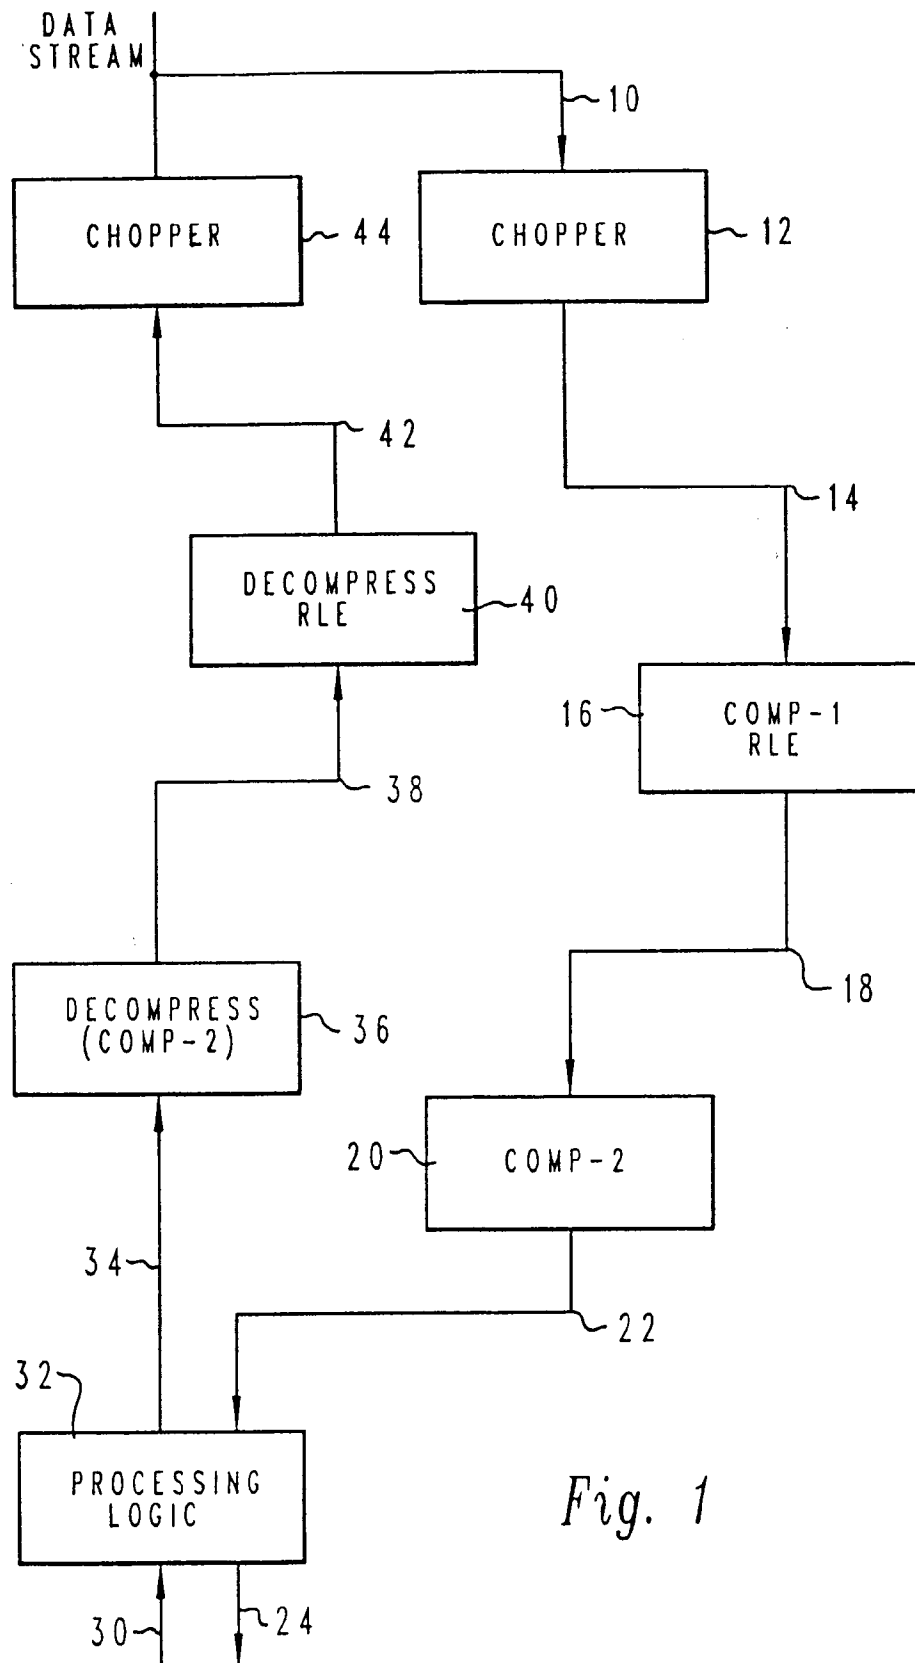 DATA
STREAM
10
CHOPPER
44
CHOPPER
12
42
14
DECOMPRESS
RLE
40
16
COMP-1
RLE
38
18
DECOMPRESS
(COMP-2)
36
20
COMP-2
34
22
32
PROCESSING
LOGIC
Fig. 1
30
24